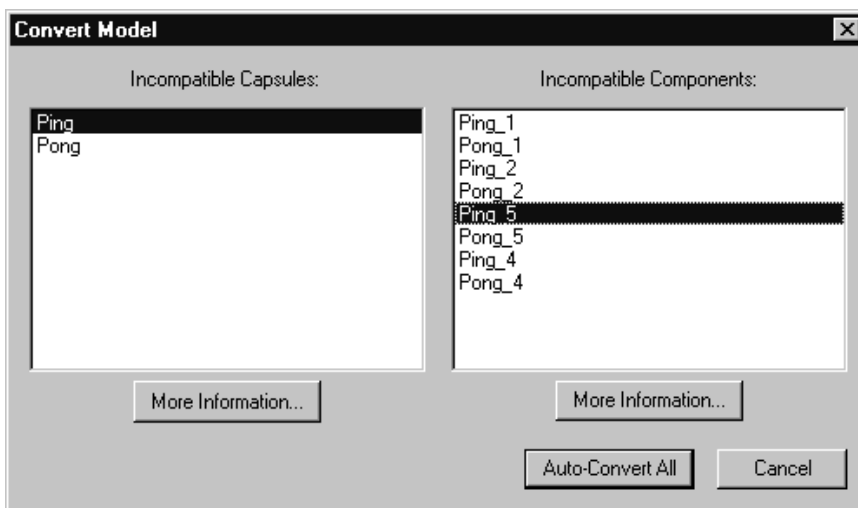 Convert Model
Incompatible Capsules:
Ping
Pong
More Information...
Incompatible Components:
Ping_1
Pong_1
Ping_2
Pong_2
Ping_5
Pong_5
Ping_4
Pong_4
More Information...
Auto-Convert All
Cancel